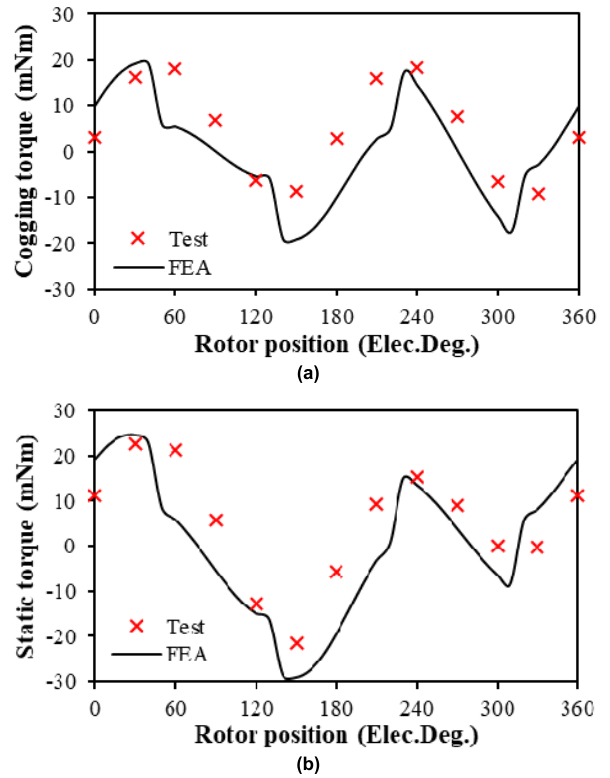 30
20
10
0
-10
-20
-30
Cogging torque (mNm)
Test
FEA
0 60 120 180 240 300 360
Rotor position (Elec.Deg.)
(a)
30
20
10
0
-10
-20
-30
Static torque (mNm)
Test
FEA
0 60 120 180 240 300 360
Rotor position (Elec.Deg.)
(b)